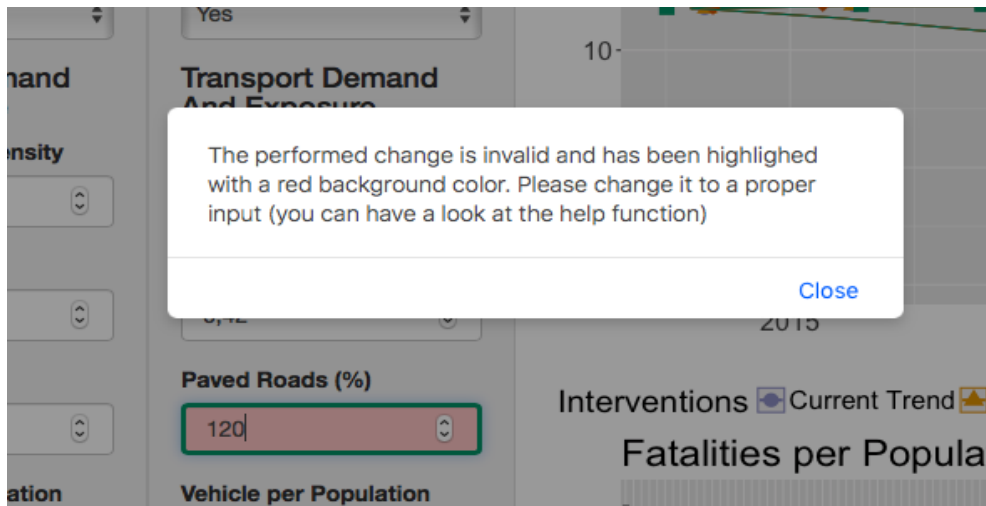 Yes
10
nand
Transport Demand
And Exposure
ensity
The performed change is invalid and has been highlighed
with a red background color. Please change it to a proper
input (you can have a look at the help function)
Close
2015
Paved Roads (%)
120
Interventions Current Trend
Fatalities per Popula
ation
Vehicle per Population